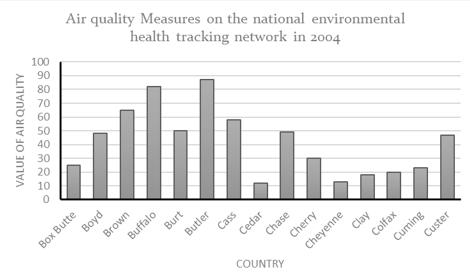 Air quality Measures on the national environmental
health tracking network in 2004
VALUE OF AIR QUALITY
100
90
80
70
60
50
40
30
20
10
0
Box Butte
Boyd
Brown
Buffalo
Burt
Butler
Cass
Cedar
Chase
Cherry
Cheyenne
Clay
Colfax
Cuming
Custer
COUNTRY